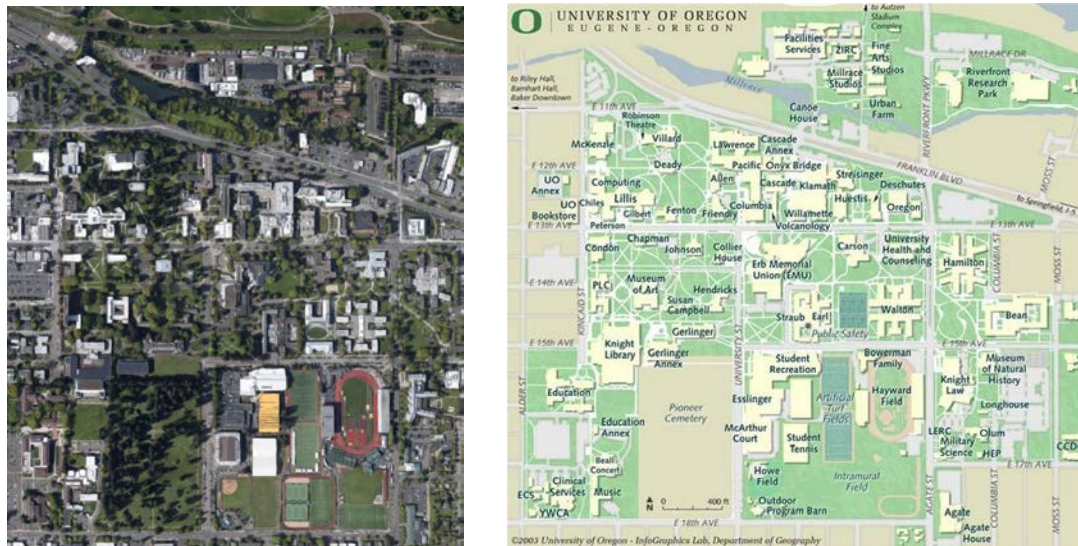 UNIVERSITY OF OREGON
EUGENE-OREGON
to Autzen
Stadium
Complex
Facilities
Services
ZIRC
Fine
Arts
Studios
MILLRACE DR
Millrace
Studios
Riverfront
Research
Park
to Riley Hall,
Barnhart Hall,
Baker Downtown
Millrace
Urban
Farm
Canoe
House
RIVERFRONT PKWY
E 11th AVE
Robinson
Theatre
McKenzie
Villard
Lawrence
Cascade
Annex
FRANKLIN BLVD
MOSS ST
E 12th AVE
Deady
Pacific
Onyx Bridge
Streisinger
UO
Annex
Computing
Allen
Cascade
Klamath
Deschutes
to Springfield, I-5
Lillis
Huestis
UO
Bookstore
Chiles
Gilbert
Fenton
Friendly
Columbia
Willamette
Oregon
Peterson
Volcanology
E 13th AVE
E 13th AVE
Condon
Chapman
Johnson
Collier
House
Carson
University
Health and
Counseling
Hamilton
COLUMBIA ST
MOSS ST
Erb Memorial
Union (EMU)
E 14th AVE
PLC
Museum
of Art
Hendricks
Susan
Campbell
KINCAID ST
Straub
Earl
Walton
Bean
Public Safety
Gerlinger
UNIVERSITY ST
E 15th AVE
E 15th AVE
Knight
Library
Gerlinger
Annex
Student
Recreation
Bowerman
Family
Museum
of Natural
History
Knight
Law
ALDER ST
Education
Pioneer
Cemetery
Esslinger
Artificial
Turf
Fields
Hayward
Field
Longhouse
Education
Annex
McArthur
Court
Student
Tennis
LERC
Military
Science
Olum
HEP
CCD
E 17th AVE
Beall
Concert
Howe
Field
Intramural
Field
ECS
Clinical
Services
Music
YWCA
N
0
400 ft
Outdoor
Program Barn
AGATE ST
COLUMBIA ST
MOSS ST
Agate
Agate
House
E 18th AVE
©2003 University of Oregon - InfoGraphics Lab, Department of Geography